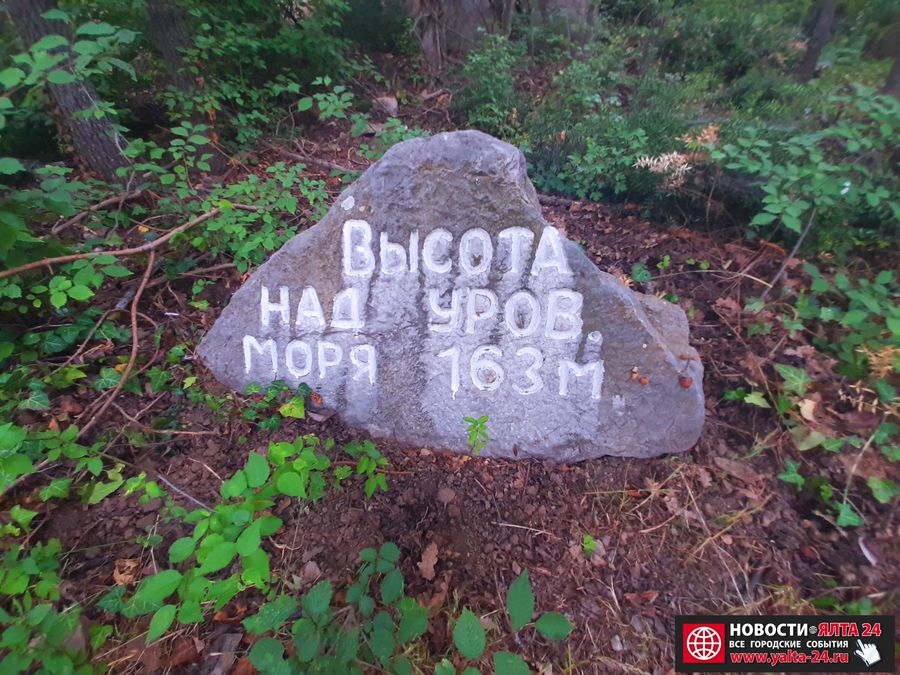 ВЫСОТА
НАД УРОВ.
МОРЯ 163 М
НОВОСТИ ЯЛТА 24
ВСЕ ГОРОДСКИЕ СОБЫТИЯ
www.yalta-24.ru